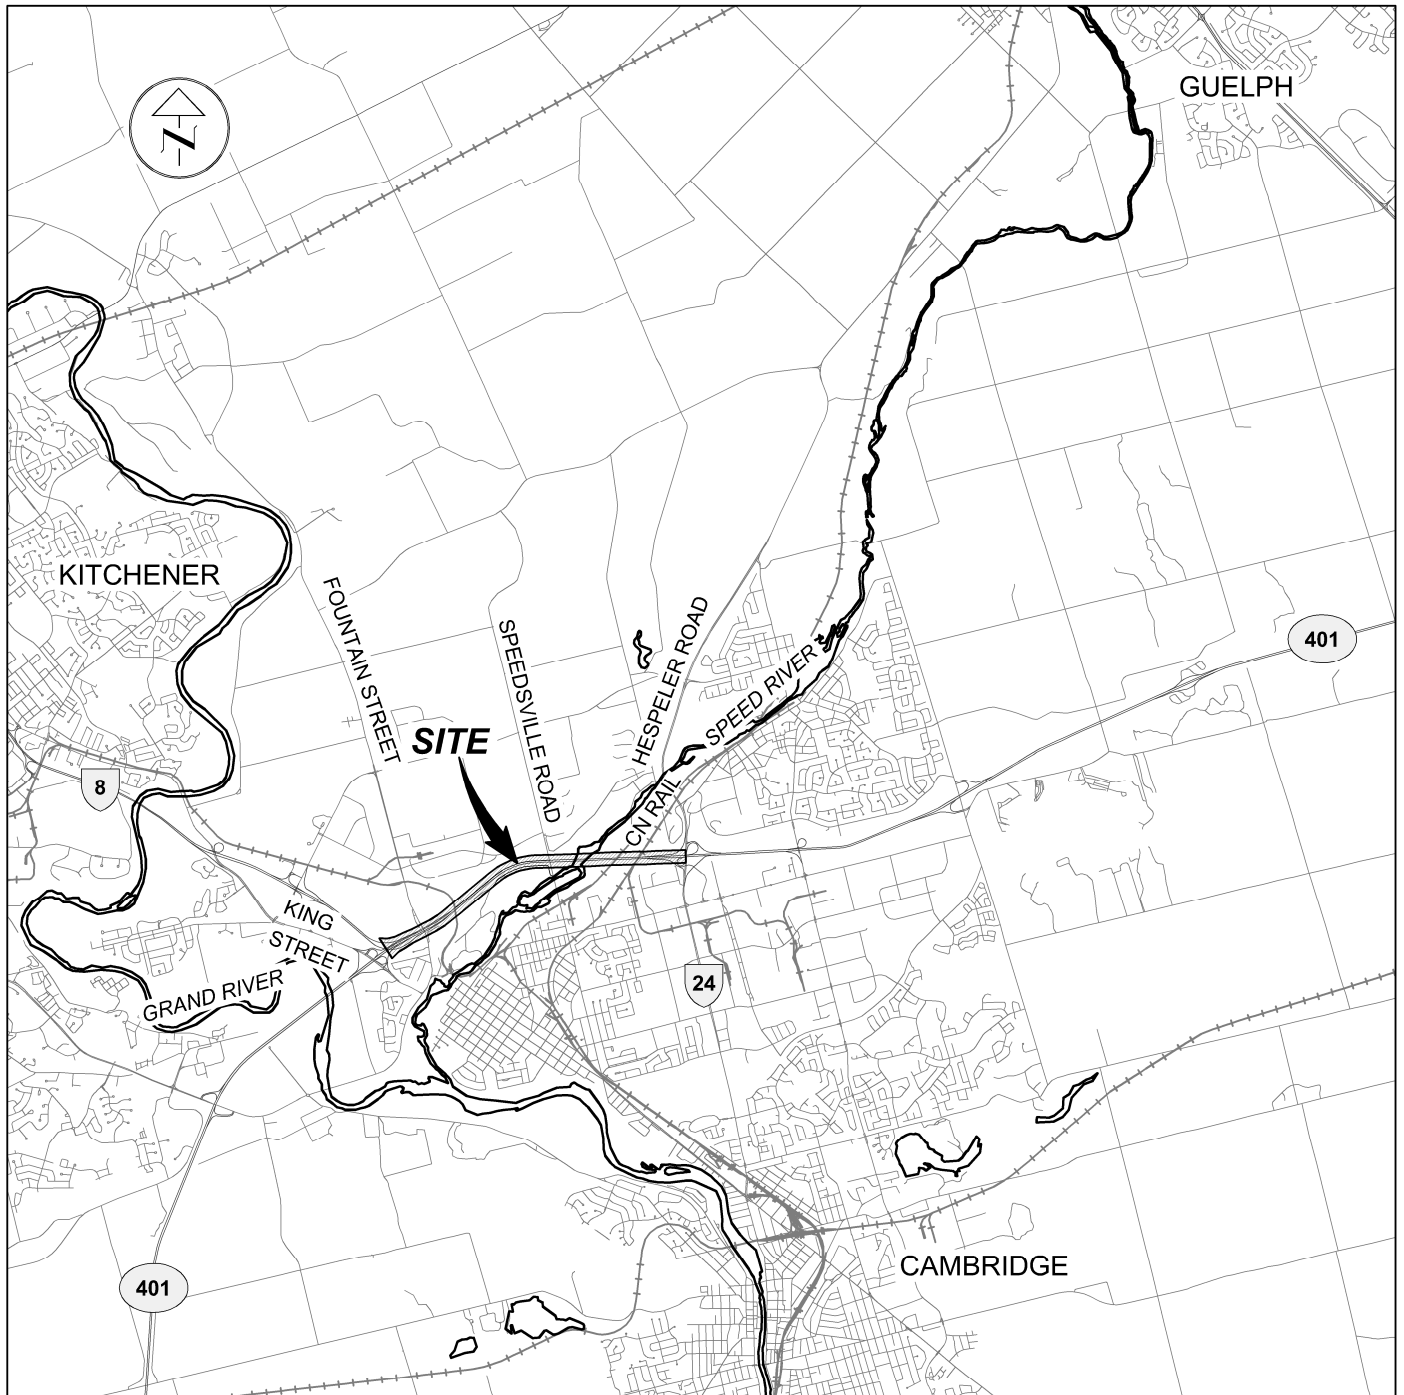 N
GUELPH
KITCHENER
FOUNTAIN STREET
SPEEDSVILLE ROAD
HESPELER ROAD
SPEED RIVER
401
SITE
8
CN RAIL
KING
STREET
GRAND RIVER
24
CAMBRIDGE
401